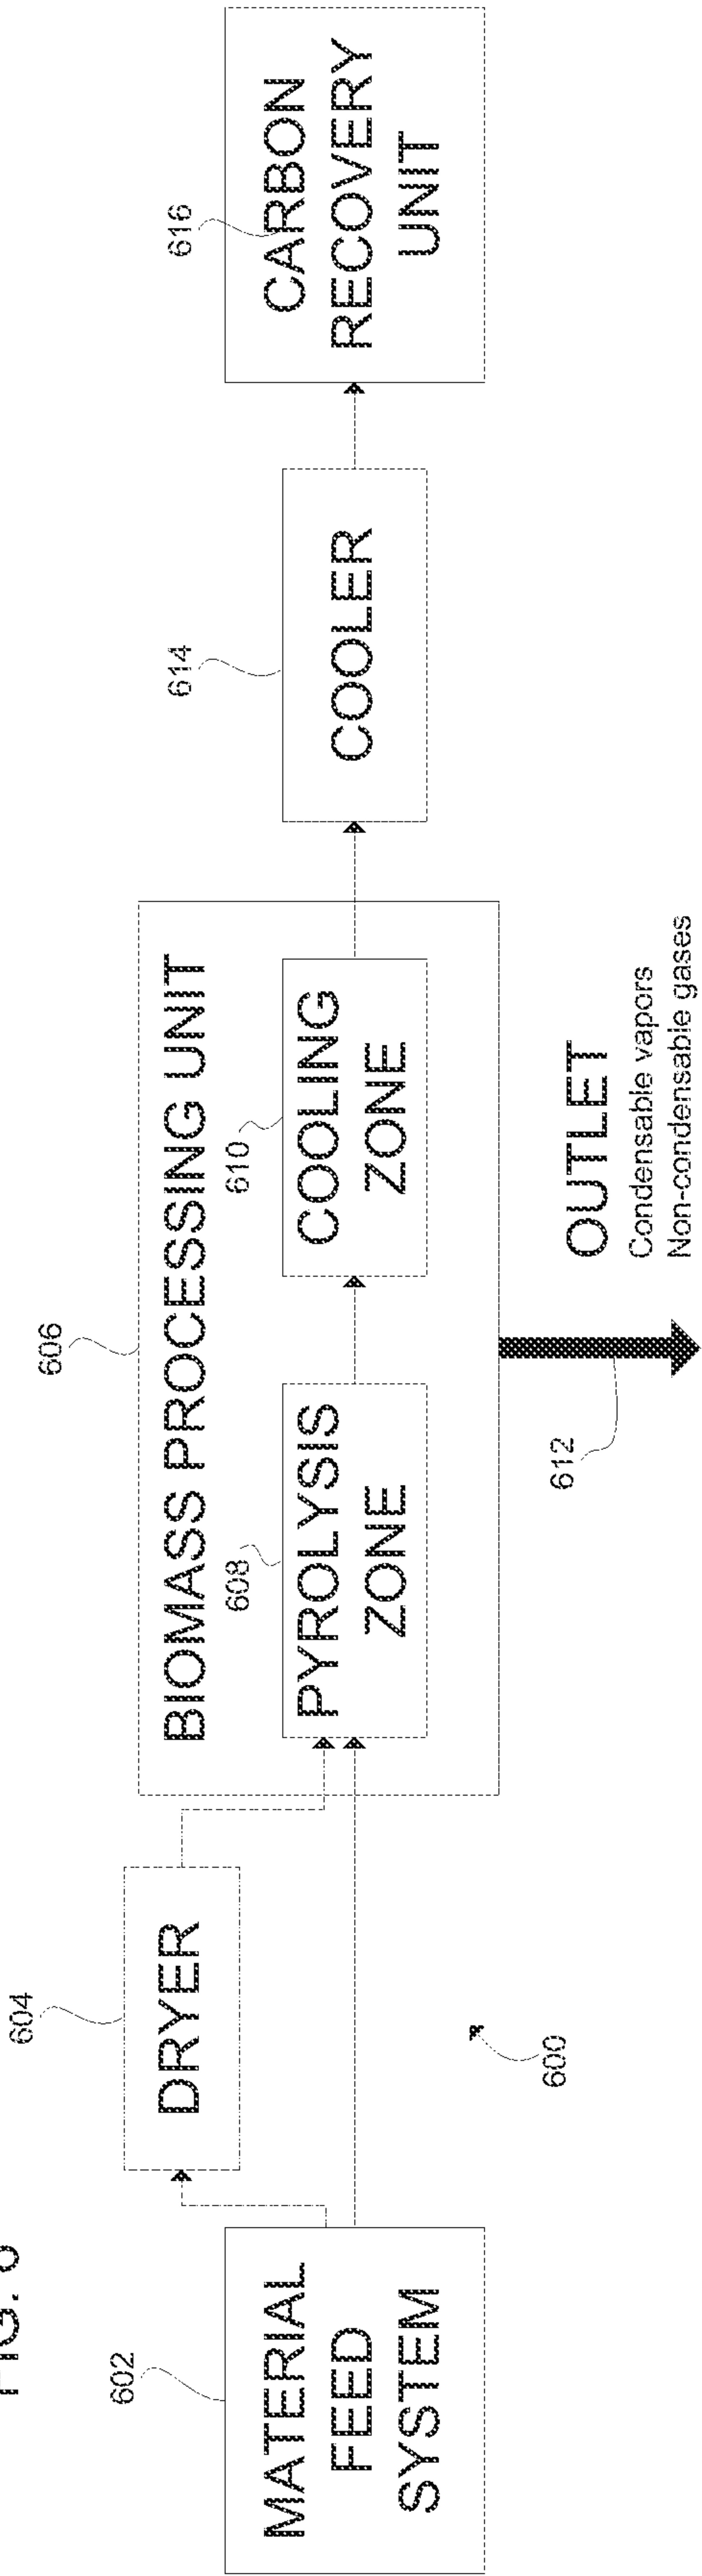 FIG. 6
604
DRYER
602
MATERIAL
FEED
SYSTEM
600
606
BIOMASS PROCESSING UNIT
608
PYROLYSIS
ZONE
610
COOLING
ZONE
612
OUTLET
Condensable vapors
Non-condensable gases
614
COOLER
616
CARBON
RECOVERY
UNIT